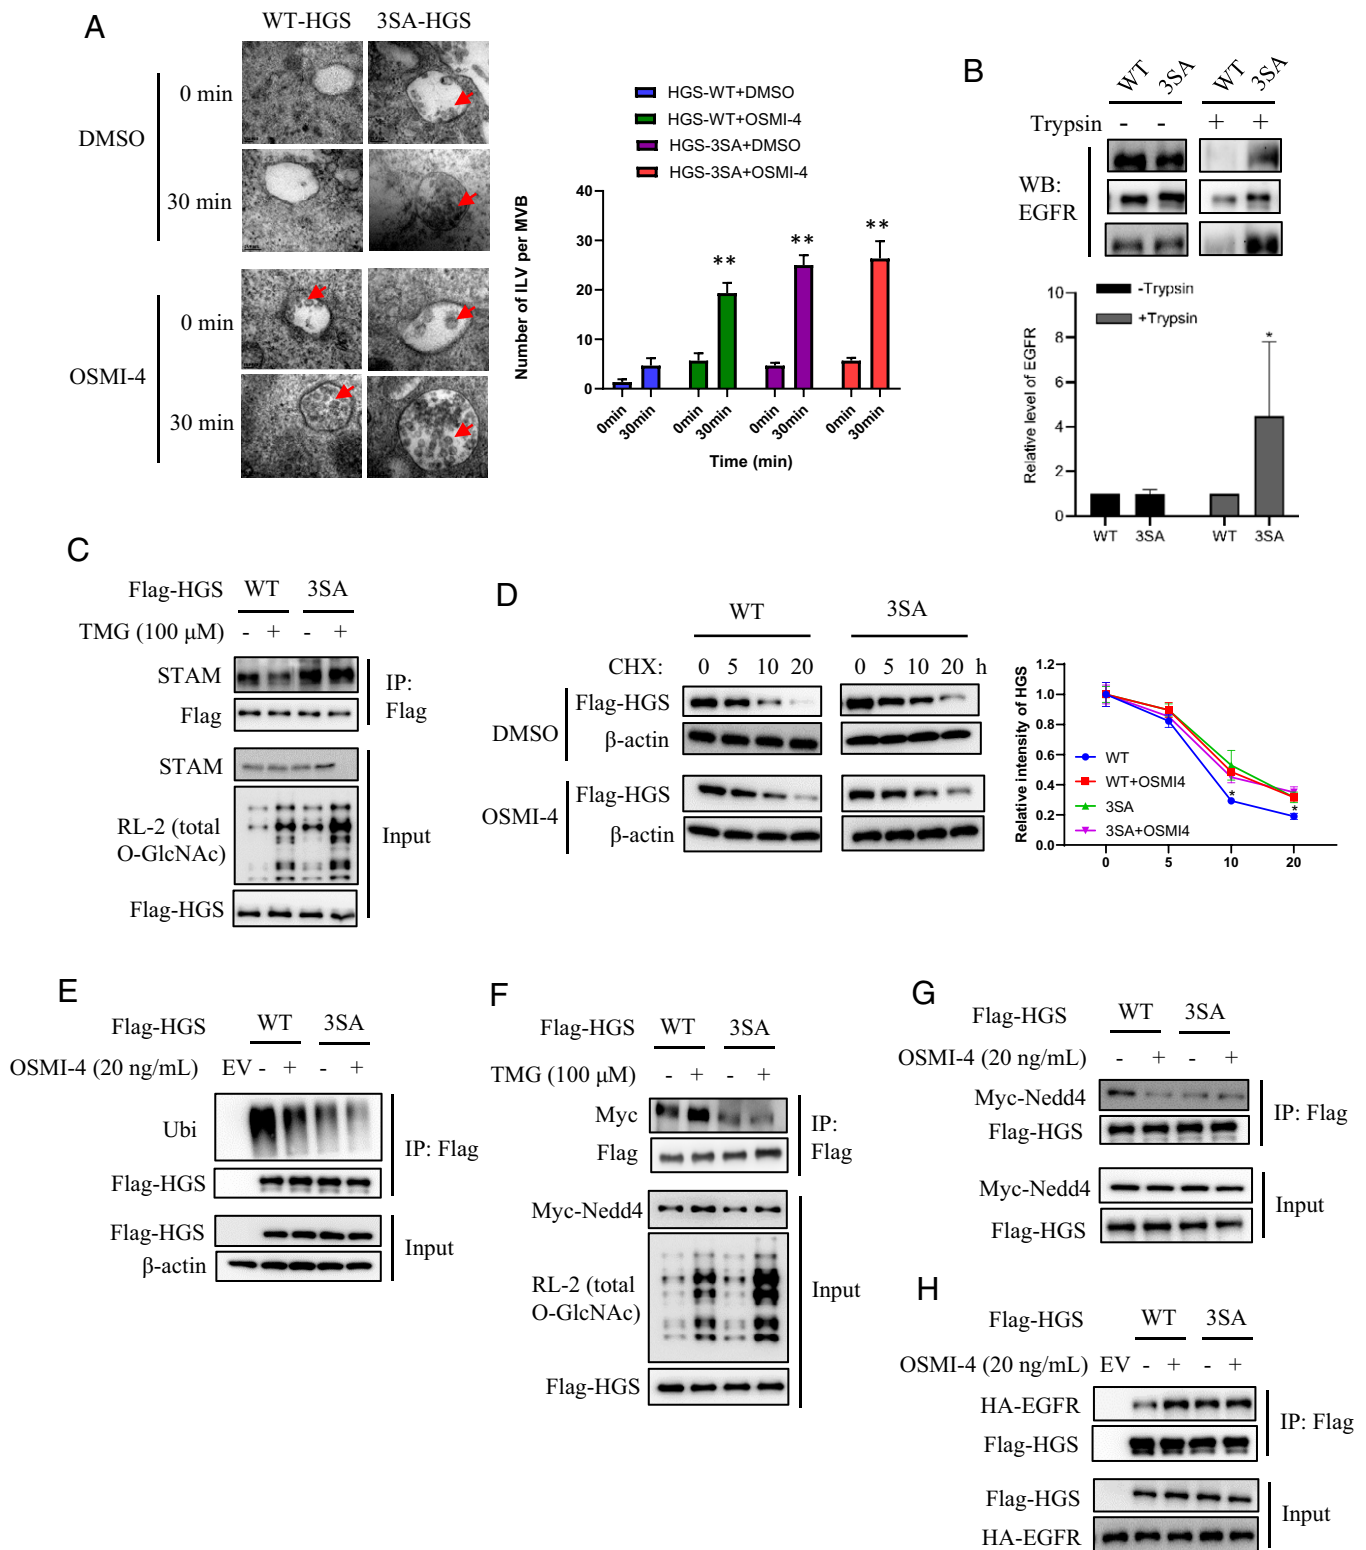 A
WT-HGS 3SA-HGS
DMSO
0 min
30 min
OSMI-4
0 min
30 min
HGS-WT+DMSO
HGS-WT+OSMI-4
HGS-3SA+DMSO
HGS-3SA+OSMI-4
Number of ILV per MVB
40
30
20
10
0
** ** **
0min 30min 0min 30min 0min 30min 0min 30min
Time (min)
B
WT 3SA WT 3SA
Trypsin - - + +
WB:
EGFR
-Trypsin
+Trypsin
Relative level of EGFR
10
8
6
4
2
0
*
WT 3SA WT 3SA
C
Flag-HGS WT 3SA
TMG (100 μM) - + - +
STAM
Flag
IP:
Flag
STAM
RL-2 (total
O-GlcNAc)
Flag-HGS
Input
D
WT 3SA
CHX: 0 5 10 20 0 5 10 20 h
DMSO
Flag-HGS
β-actin
OSMI-4
Flag-HGS
β-actin
Relative intensity of HGS
1.2
1.0
0.8
0.6
0.4
0.2
0.0
WT
WT+OSMI4
3SA
3SA+OSMI4
* *
0 5 10 20
E
Flag-HGS WT 3SA
OSMI-4 (20 ng/mL) EV - + - +
Ubi
Flag-HGS
IP: Flag
Flag-HGS
β-actin
Input
F
Flag-HGS WT 3SA
TMG (100 μM) - + - +
Myc
Flag
IP:
Flag
Myc-Nedd4
RL-2 (total
O-GlcNAc)
Flag-HGS
Input
G
Flag-HGS WT 3SA
OSMI-4 (20 ng/mL) - + - +
Myc-Nedd4
Flag-HGS
IP: Flag
Myc-Nedd4
Flag-HGS
Input
H
Flag-HGS WT 3SA
OSMI-4 (20 ng/mL) EV - + - +
HA-EGFR
Flag-HGS
IP: Flag
Flag-HGS
HA-EGFR
Input